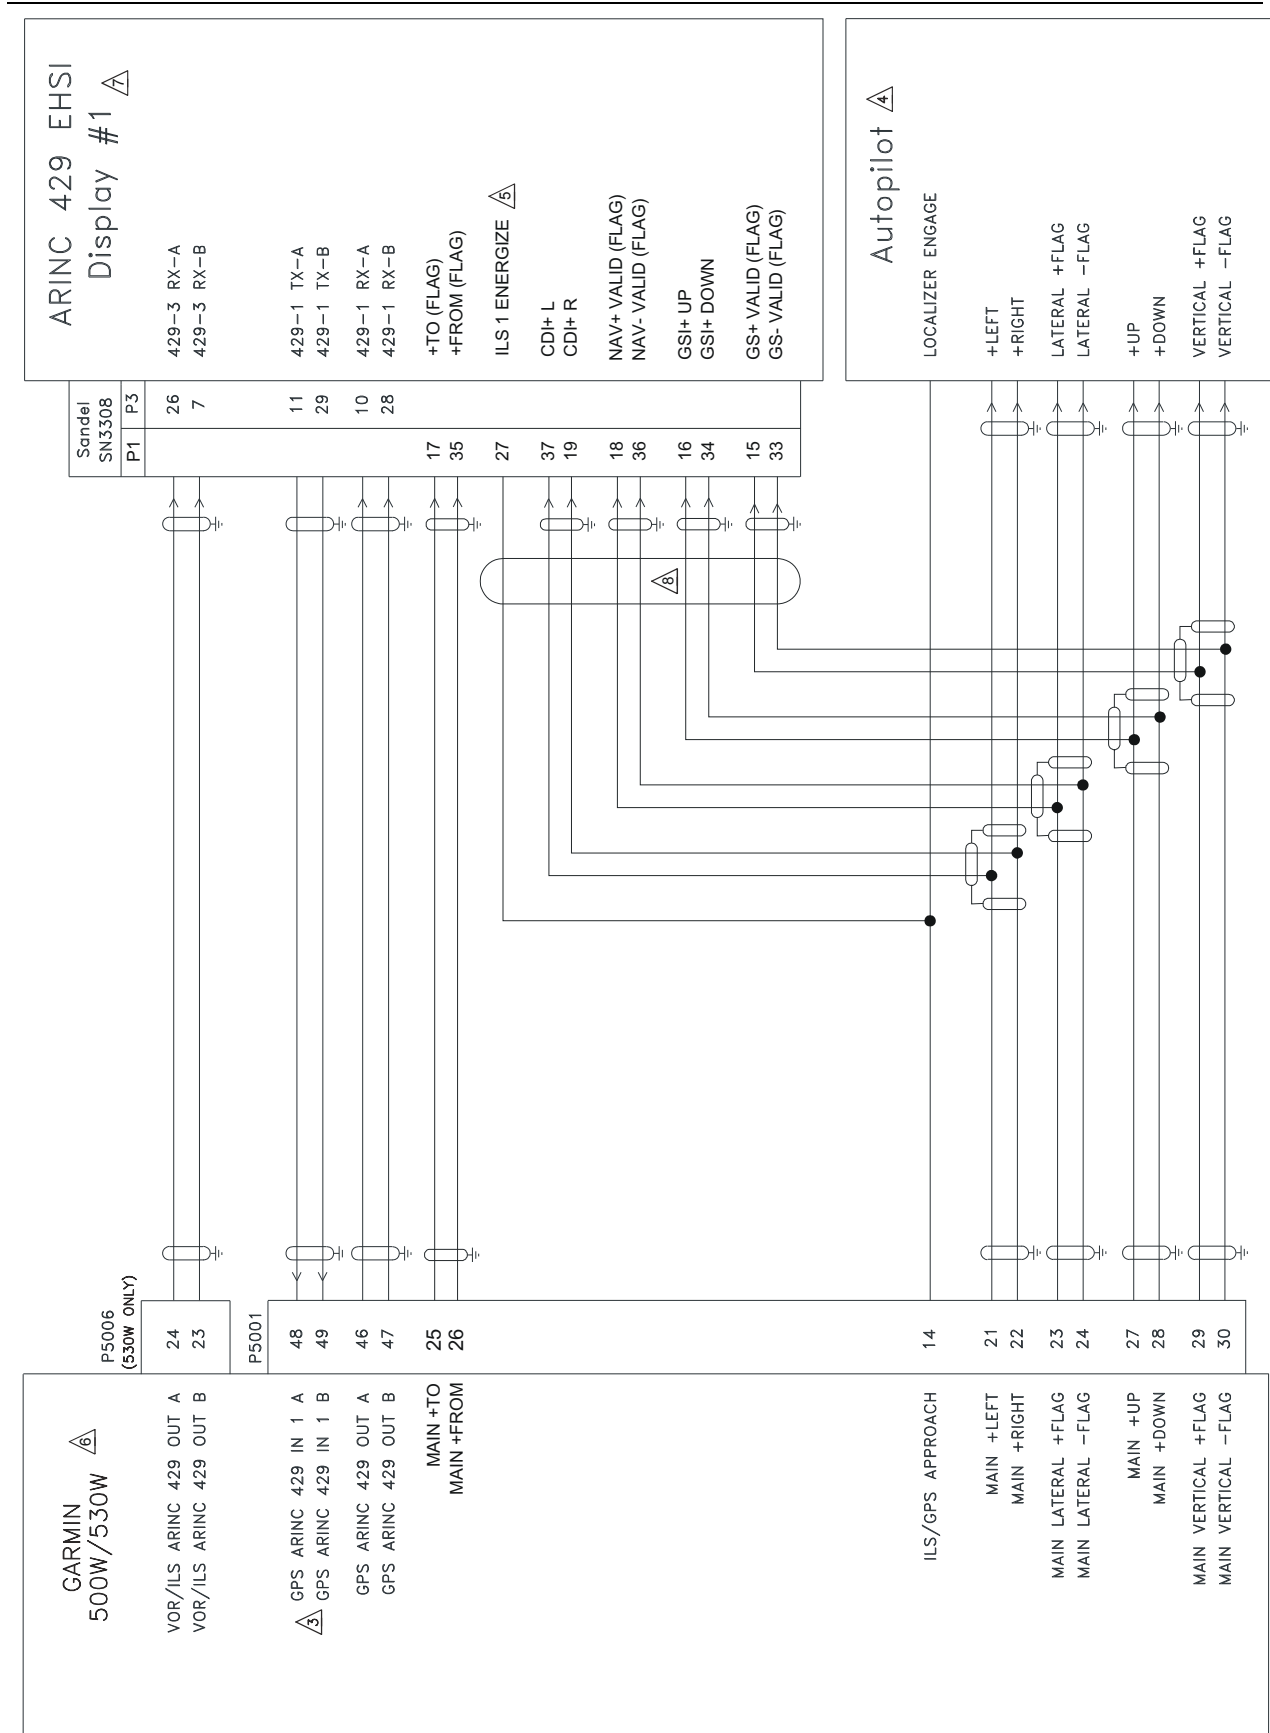 GARMIN
500W/530W
6
P5006
(530W ONLY)
VOR/ILS ARINC 429 OUT A 24
VOR/ILS ARINC 429 OUT B 23
P5001
3
GPS ARINC 429 IN 1 A 48
GPS ARINC 429 IN 1 B 49
GPS ARINC 429 OUT A 46
GPS ARINC 429 OUT B 47
MAIN +TO 25
MAIN +FROM 26
ILS/GPS APPROACH 14
MAIN +LEFT 21
MAIN +RIGHT 22
MAIN LATERAL +FLAG 23
MAIN LATERAL -FLAG 24
MAIN +UP 27
MAIN +DOWN 28
MAIN VERTICAL +FLAG 29
MAIN VERTICAL -FLAG 30
8
ARINC 429 EHSI
Display #1
7
Sandel
SN3308
P1 P3
26 429-3 RX-A
7 429-3 RX-B
11 429-1 TX-A
29 429-1 TX-B
10 429-1 RX-A
28 429-1 RX-B
17 +TO (FLAG)
35 +FROM (FLAG)
27 ILS 1 ENERGIZE 5
37 CDI+ L
19 CDI+ R
18 NAV+ VALID (FLAG)
36 NAV- VALID (FLAG)
16 GSI+ UP
34 GSI+ DOWN
15 GS+ VALID (FLAG)
33 GS- VALID (FLAG)
Autopilot 4
LOCALIZER ENGAGE
+LEFT
+RIGHT
LATERAL +FLAG
LATERAL -FLAG
+UP
+DOWN
VERTICAL +FLAG
VERTICAL -FLAG